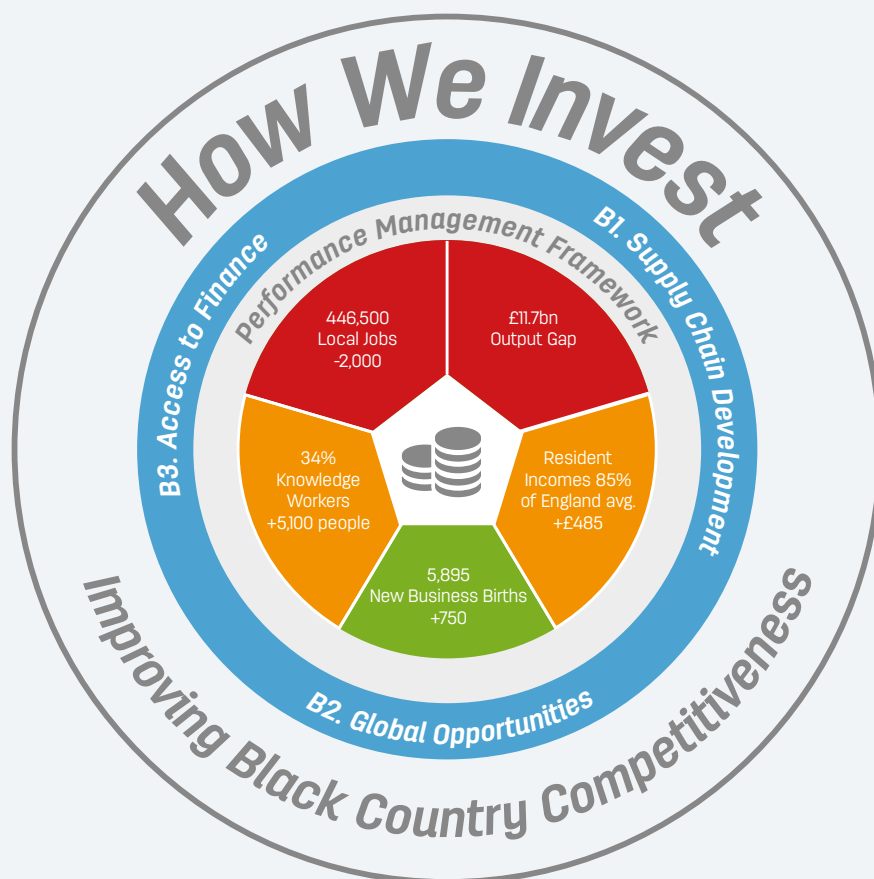 How We Invest
B1. Supply Chain Development
B2. Global Opportunities
B3. Access to Finance
Performance Management Framework
446,500
Local Jobs
-2,000
£11.7bn
Output Gap
Resident
Incomes 85%
of England avg.
+£485
5,895
New Business Births
+750
34%
Knowledge
Workers
+5,100 people
Improving Black Country Competitiveness